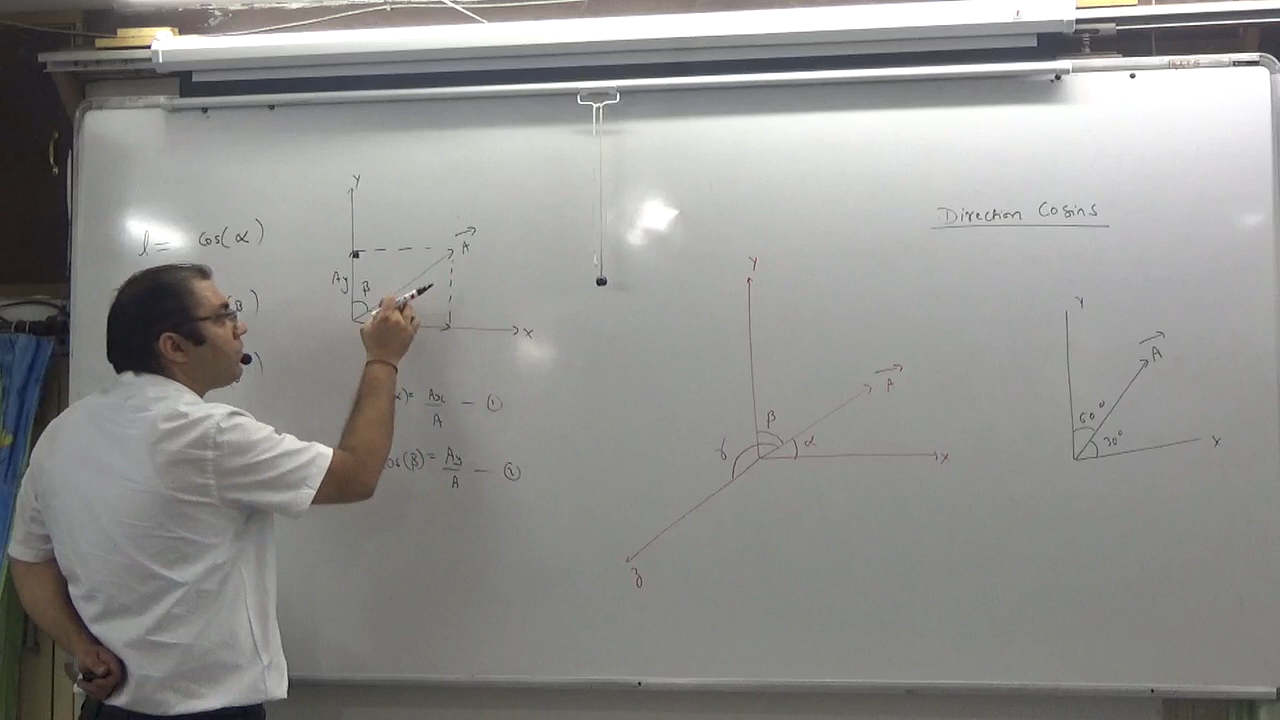 Direction Cosins
l = cos(α)
β)
)
Y
A
Ay
β
X
α) = Ax/A — ①
os(β) = Ay/A — ②
Y
A
β
α
γ
X
z
Y
A
60°
30°
X